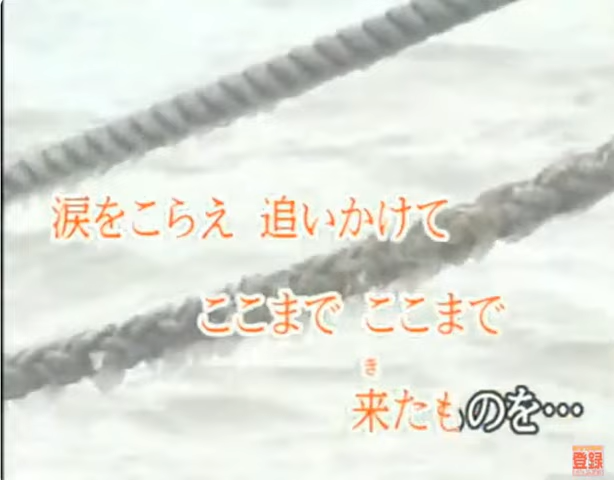 涙をこらえ 追いかけて
ここまで ここまで
き
来たものを…
登録